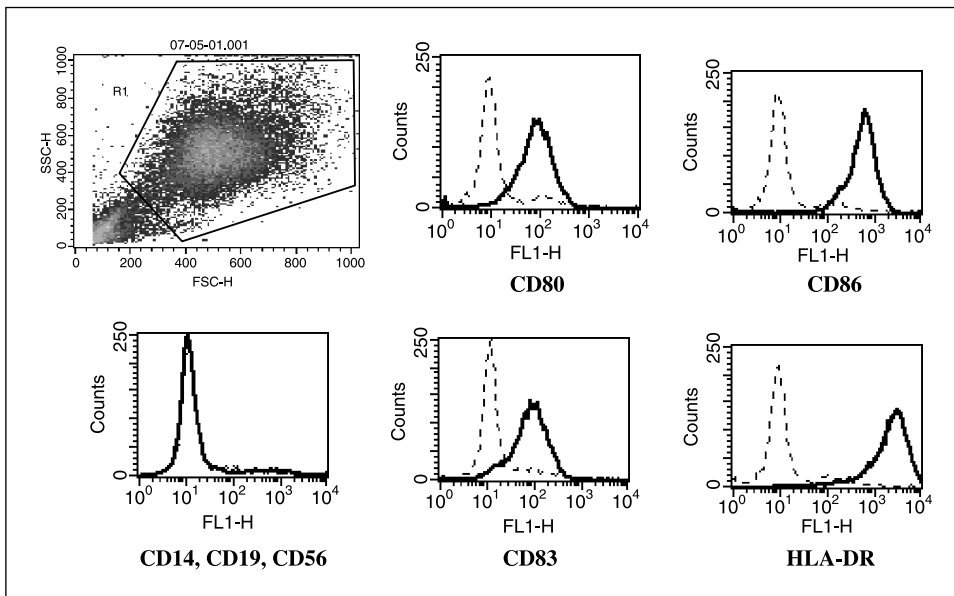 07-05-01.001
1000
800
600
400
200
0
SSC-H
R1
0 200 400 600 800 1000
FSC-H
250
0
Counts
10^0 10^1 10^2 10^3 10^4
FL1-H
CD80
250
0
Counts
10^0 10^1 10^2 10^3 10^4
FL1-H
CD86
250
0
Counts
10^0 10^1 10^2 10^3 10^4
FL1-H
CD14, CD19, CD56
250
0
Counts
10^0 10^1 10^2 10^3 10^4
FL1-H
CD83
250
0
Counts
10^0 10^1 10^2 10^3 10^4
FL1-H
HLA-DR